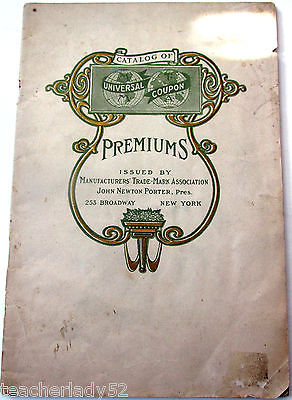 CATALOG OF
UNIVERSAL COUPON
PREMIUMS
ISSUED BY
MANUFACTURERS' TRADE-MARK ASSOCIATION
JOHN NEWTON PORTER, PRES.
253 BROADWAY NEW YORK
teacherlady52